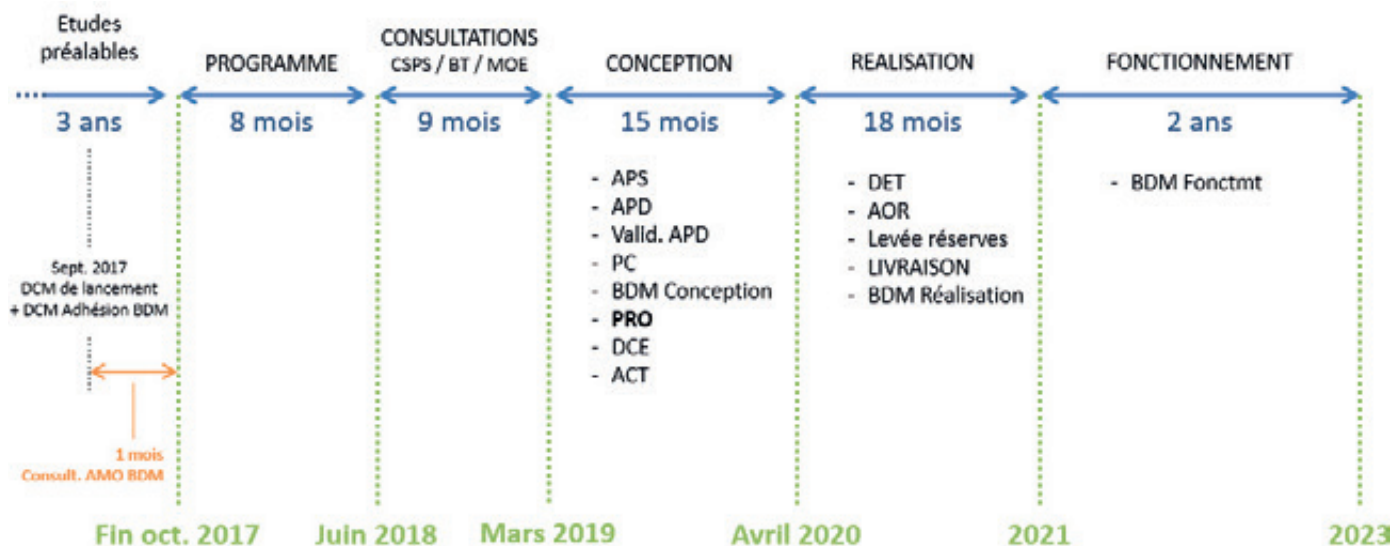 Etudes
préalables
3 ans
PROGRAMME
8 mois
CONSULTATIONS
CSPS / BT / MOE
9 mois
CONCEPTION
15 mois
REALISATION
18 mois
FONCTIONNEMENT
2 ans
- APS
- APD
- Valid. APD
- PC
- BDM Conception
- PRO
- DCE
- ACT
- DET
- AOR
- Levée réserves
- LIVRAISON
- BDM Réalisation
- BDM Fonctmt
Sept. 2017
DCM de lancement
+ DCM Adhésion BDM
1 mois
Consult. AMO BDM
Fin oct. 2017
Juin 2018
Mars 2019
Avril 2020
2021
2023